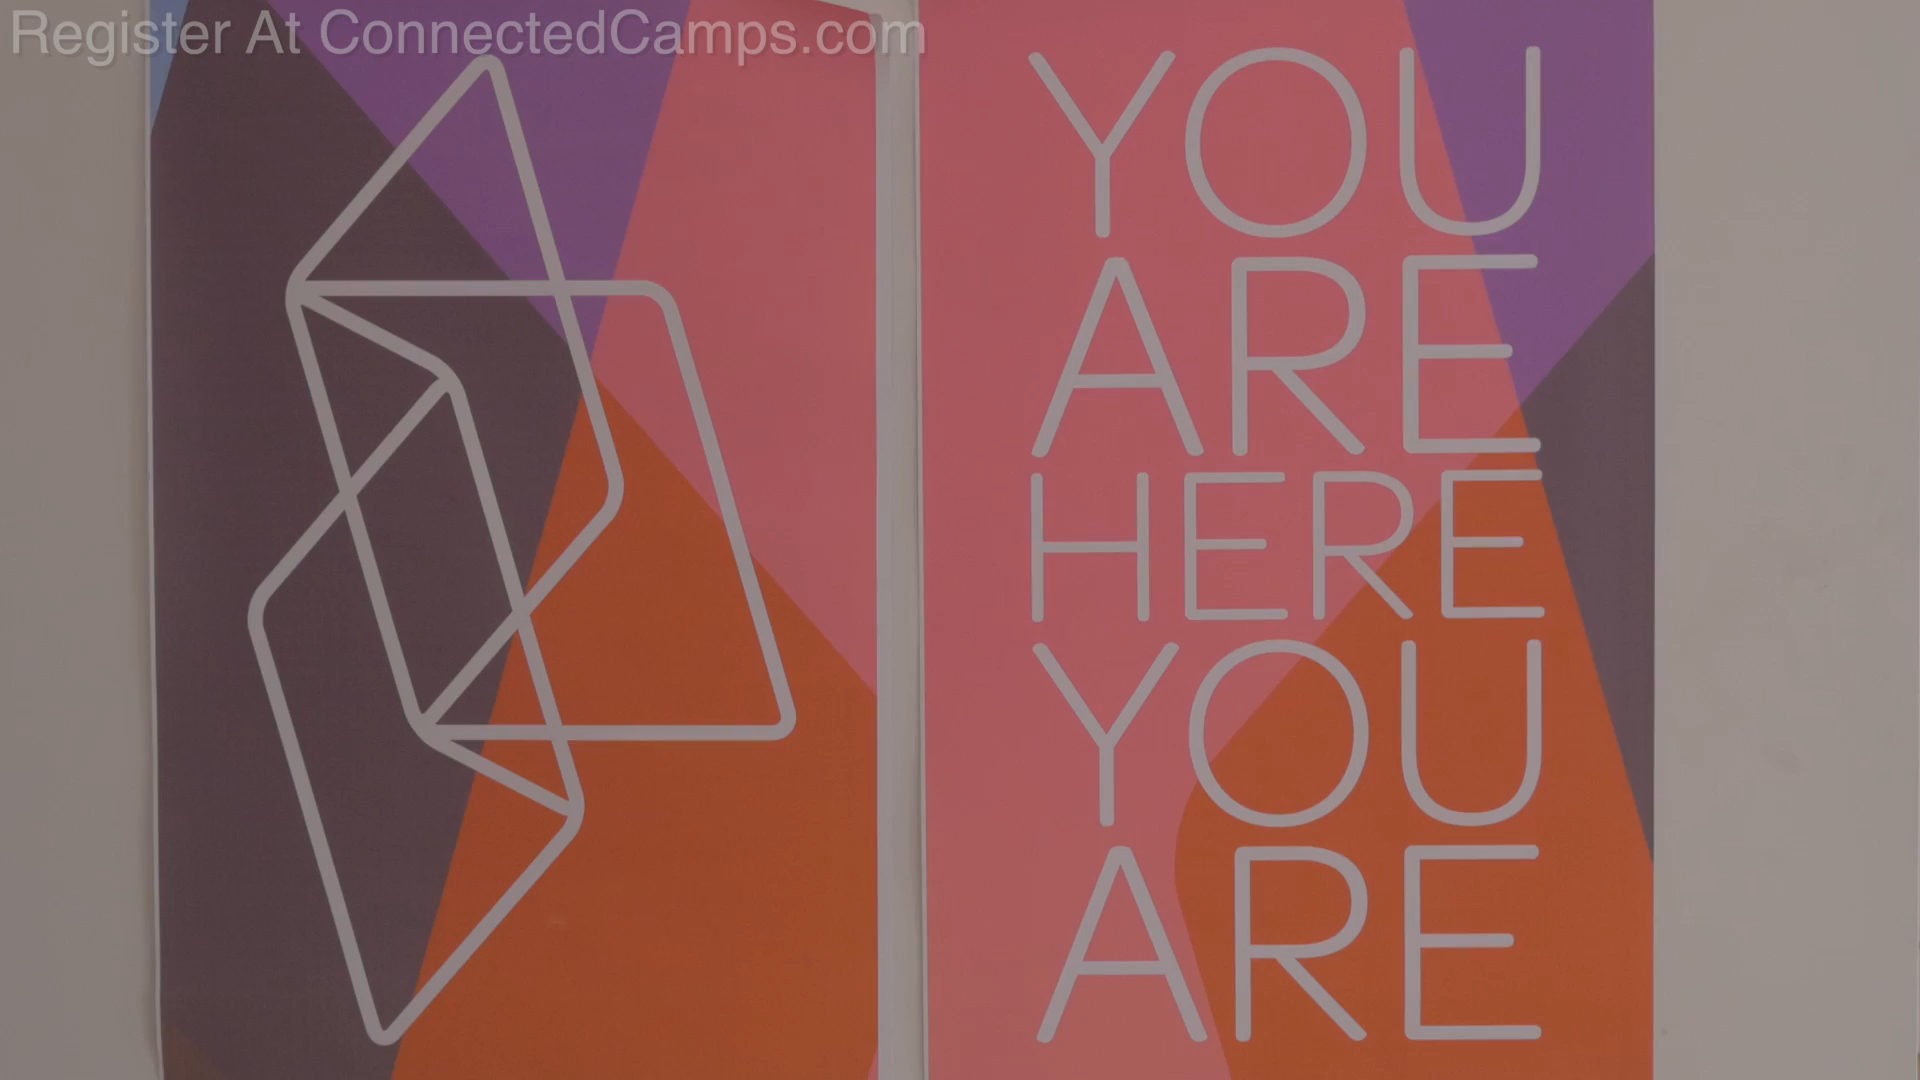 Register At ConnectedCamps.com
YOU
ARE
HERE
YOU
ARE